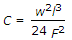 C = w²l³ / 24 F²